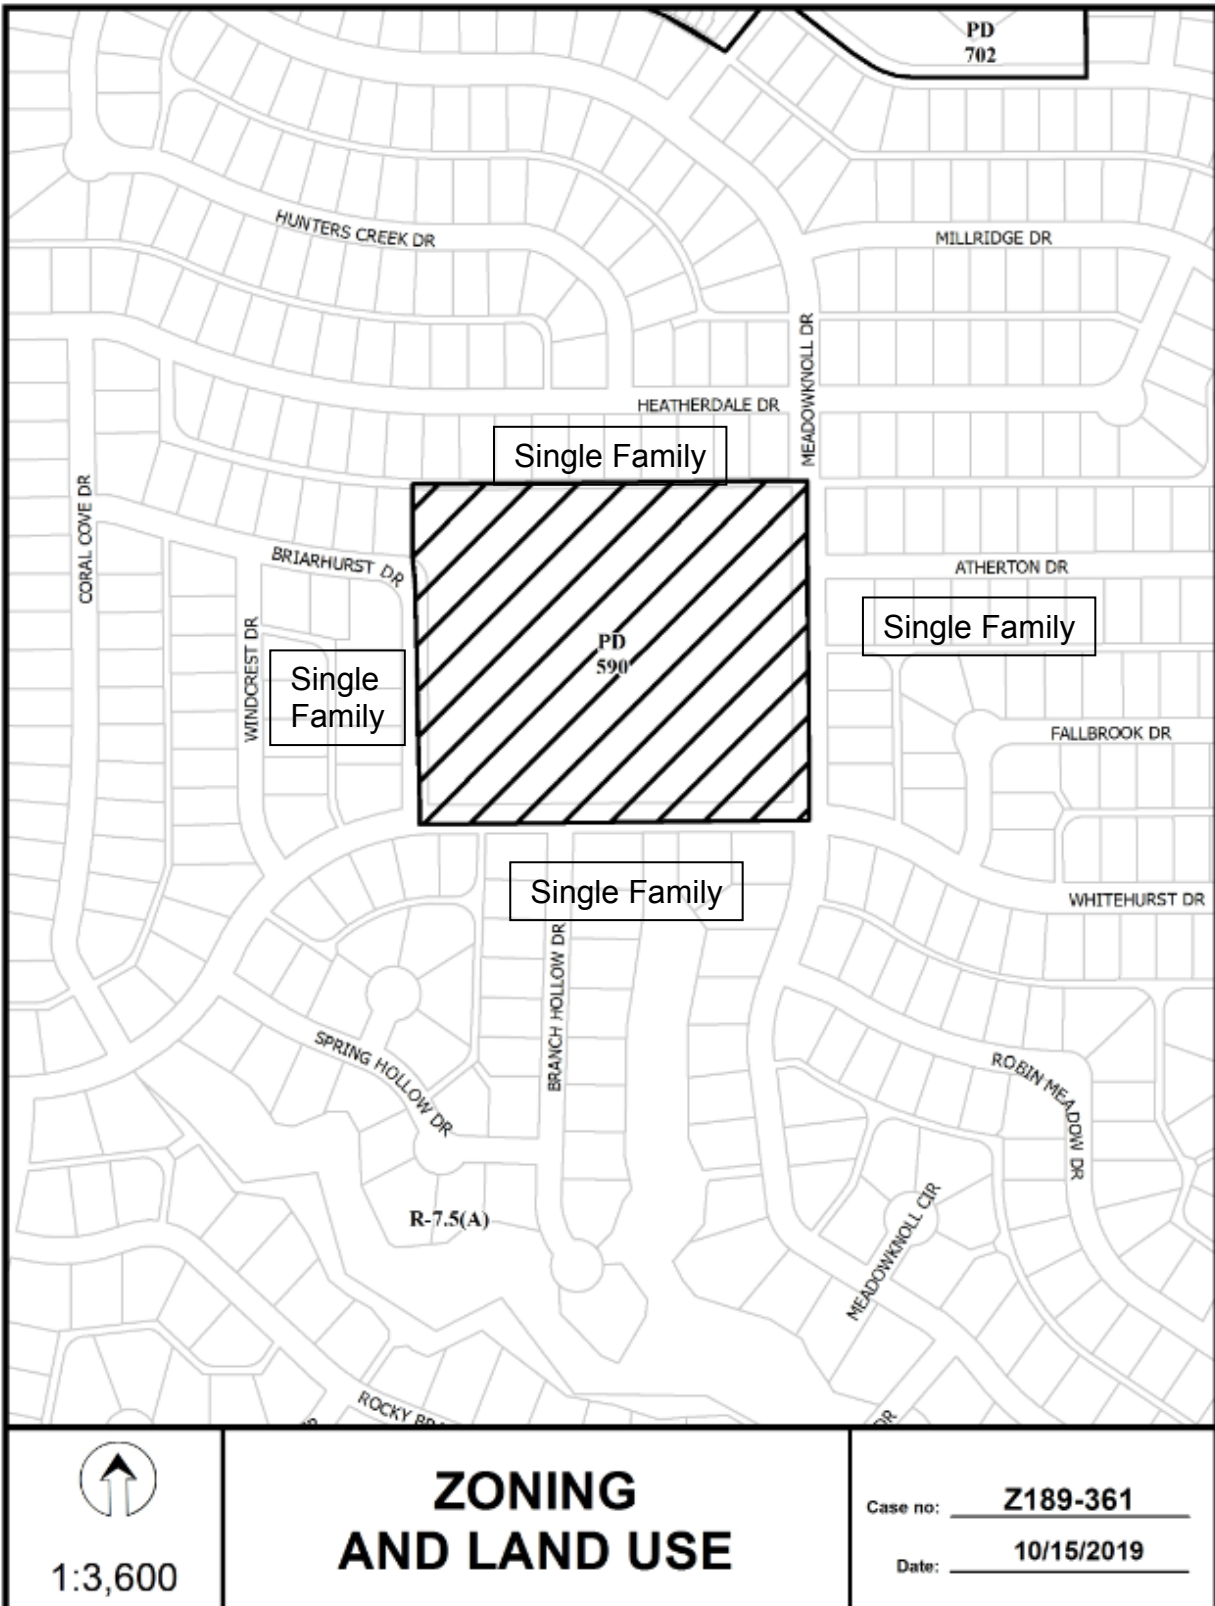 PD
702
HUNTERS CREEK DR
MILLRIDGE DR
MEADOWKNOLL DR
HEATHERDALE DR
Single Family
CORAL COVE DR
BRIARHURST DR
ATHERTON DR
Single Family
WINDCREST DR
PD
590
Single
Family
FALLBROOK DR
Single Family
WHITEHURST DR
BRANCH HOLLOW DR
SPRING HOLLOW DR
ROBIN MEADOW DR
R-7.5(A)
MEADOWKNOLL CIR
ROCKY
DR
1:3,600
ZONING
AND LAND USE
Case no: Z189-361
Date: 10/15/2019